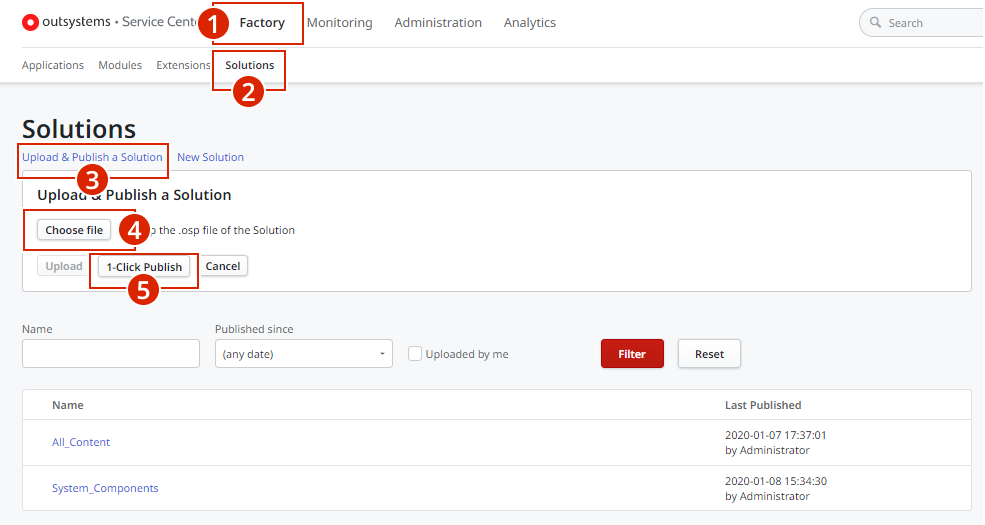 outsystems • Service Cente
1 Factory Monitoring Administration Analytics
Search
Applications Modules Extensions Solutions
2
Solutions
Upload & Publish a Solution New Solution
3
Upload & Publish a Solution
Choose file 4 the .osp file of the Solution
Upload 1-Click Publish Cancel
5
Name Published since
(any date) Uploaded by me Filter Reset
Name Last Published
All_Content 2020-01-07 17:37:01
by Administrator
System_Components 2020-01-08 15:34:30
by Administrator